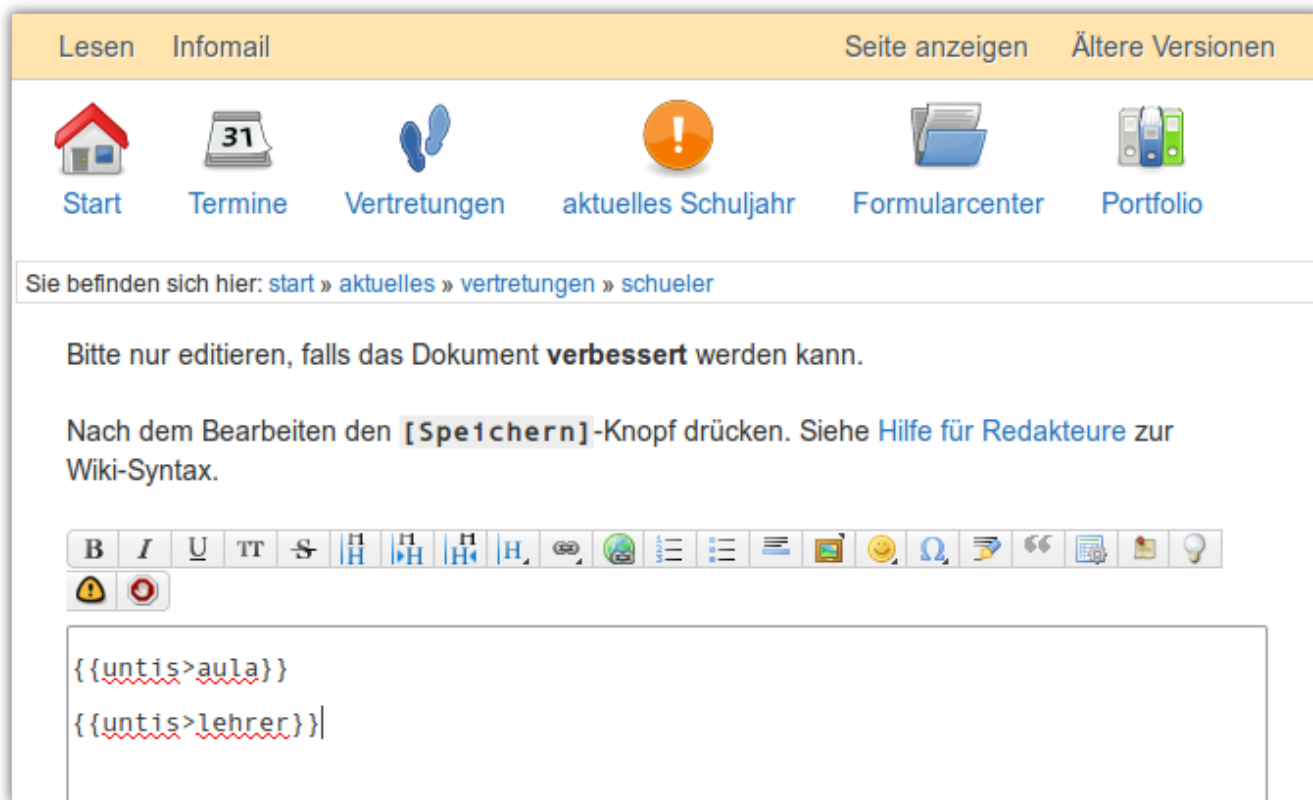 Lesen Infomail Seite anzeigen Ältere Versionen
31
Start Termine Vertretungen aktuelles Schuljahr Formularcenter Portfolio
Sie befinden sich hier: start » aktuelles » vertretungen » schueler
Bitte nur editieren, falls das Dokument verbessert werden kann.
Nach dem Bearbeiten den [Speichern]-Knopf drücken. Siehe Hilfe für Redakteure zur
Wiki-Syntax.
B I U TT S H H H H Ω
{{untis>aula}}
{{untis>lehrer}}